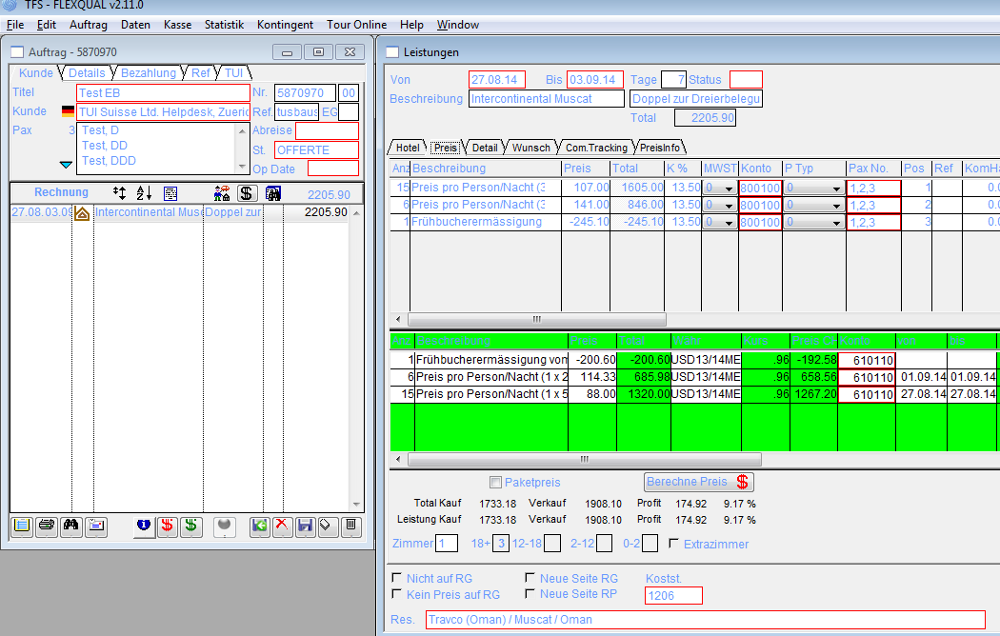 TFS - FLEXQUAL v2.11.0
File Edit Auftrag Daten Kasse Statistik Kontingent Tour Online Help Window
Auftrag - 5870970
Kunde Details Bezahlung Ref TUI
Titel Test EB Nr. 5870970 00
Kunde TUI Suisse Ltd. Helpdesk, Zueric Ref. tusbaus EG
Pax 3 Test, D Abreise
Test, DD St. OFFERTE
Test, DDD Op Date
Rechnung 2205.90
27.08.03.09 Intercontinental Mus Doppel zur 2205.90
Leistungen
Von 27.08.14 Bis 03.09.14 Tage 7 Status
Beschreibung Intercontinental Muscat Doppel zur Dreierbelegu
Total 2205.90
Hotel Preis Detail Wunsch Com.Tracking PreisInfo
Anz Beschreibung Preis Total K % MWST Konto P Typ Pax No. Pos Ref KomHa
15 Preis pro Person/Nacht (3 107.00 1605.00 13.50 0 800100 0 1,2,3 1 0.0
6 Preis pro Person/Nacht (3 141.00 846.00 13.50 0 800100 0 1,2,3 2 0.0
1 Frühbucherermässigung -245.10 -245.10 13.50 0 800100 0 1,2,3 3 0.0
1 Frühbucherermässigung von -200.60 -200.60 USD13/14ME .96 -192.58 610110
6 Preis pro Person/Nacht (1 x 2 114.33 685.98 USD13/14ME .96 658.56 610110 01.09.14 01.09.14
15 Preis pro Person/Nacht (1 x 5 88.00 1320.00 USD13/14ME .96 1267.20 610110 27.08.14 27.08.14
Paketpreis Berechne Preis $
Total Kauf 1733.18 Verkauf 1908.10 Profit 174.92 9.17 %
Leistung Kauf 1733.18 Verkauf 1908.10 Profit 174.92 9.17 %
Zimmer 1 18+ 3 12-18 2-12 0-2 Extrazimmer
Nicht auf RG Neue Seite RG Kostst.
Kein Preis auf RG Neue Seite RP 1206
Res. Travco (Oman) / Muscat / Oman